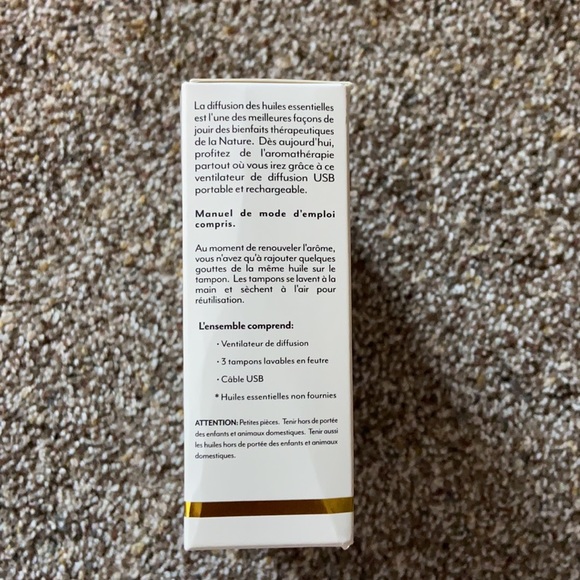 La diffusion des huiles essentielles
est l'une des meilleures façons de
jouir des bienfaits thérapeutiques
de la Nature. Dès aujourd'hui,
profitez de l'aromathérapie
partout où vous irez grâce à ce
ventilateur de diffusion USB
portable et rechargeable.
Manuel de mode d'emploi
compris.
Au moment de renouveler l'arôme,
vous n'avez qu'à rajouter quelques
gouttes de la même huile sur le
tampon. Les tampons se lavent à la
main et sèchent à l'air pour
réutilisation.
L'ensemble comprend:
• Ventilateur de diffusion
• 3 tampons lavables en feutre
• Câble USB
* Huiles essentielles non fournies
ATTENTION: Petites pièces. Tenir hors de portée
des enfants et animaux domestiques. Tenir aussi
les huiles hors de portée des enfants et animaux
domestiques.